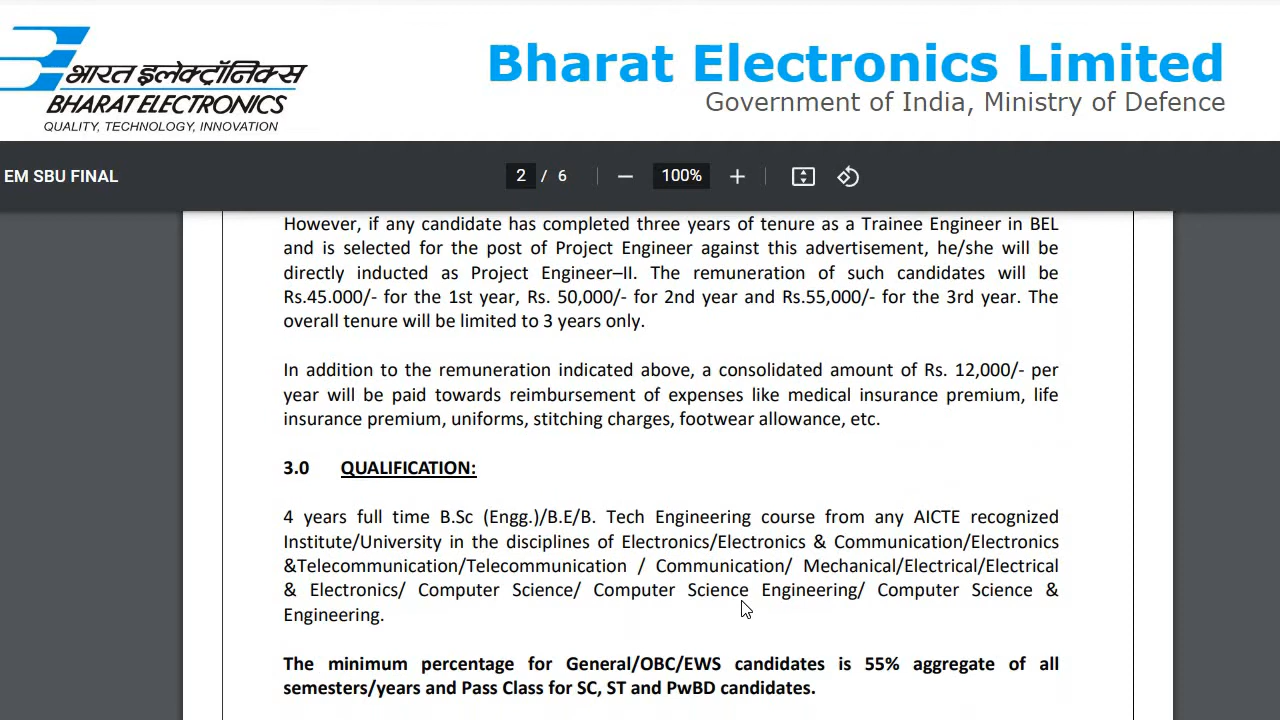 भारत इलेक्ट्रॉनिक्स
BHARAT ELECTRONICS
QUALITY, TECHNOLOGY, INNOVATION
Bharat Electronics Limited
Government of India, Ministry of Defence
EM SBU FINAL
2 / 6
100%
However, if any candidate has completed three years of tenure as a Trainee Engineer in BEL
and is selected for the post of Project Engineer against this advertisement, he/she will be
directly inducted as Project Engineer–II. The remuneration of such candidates will be
Rs.45.000/- for the 1st year, Rs. 50,000/- for 2nd year and Rs.55,000/- for the 3rd year. The
overall tenure will be limited to 3 years only.
In addition to the remuneration indicated above, a consolidated amount of Rs. 12,000/- per
year will be paid towards reimbursement of expenses like medical insurance premium, life
insurance premium, uniforms, stitching charges, footwear allowance, etc.
3.0 QUALIFICATION:
4 years full time B.Sc (Engg.)/B.E/B. Tech Engineering course from any AICTE recognized
Institute/University in the disciplines of Electronics/Electronics & Communication/Electronics
&Telecommunication/Telecommunication / Communication/ Mechanical/Electrical/Electrical
& Electronics/ Computer Science/ Computer Science Engineering/ Computer Science &
Engineering.
The minimum percentage for General/OBC/EWS candidates is 55% aggregate of all
semesters/years and Pass Class for SC, ST and PwBD candidates.